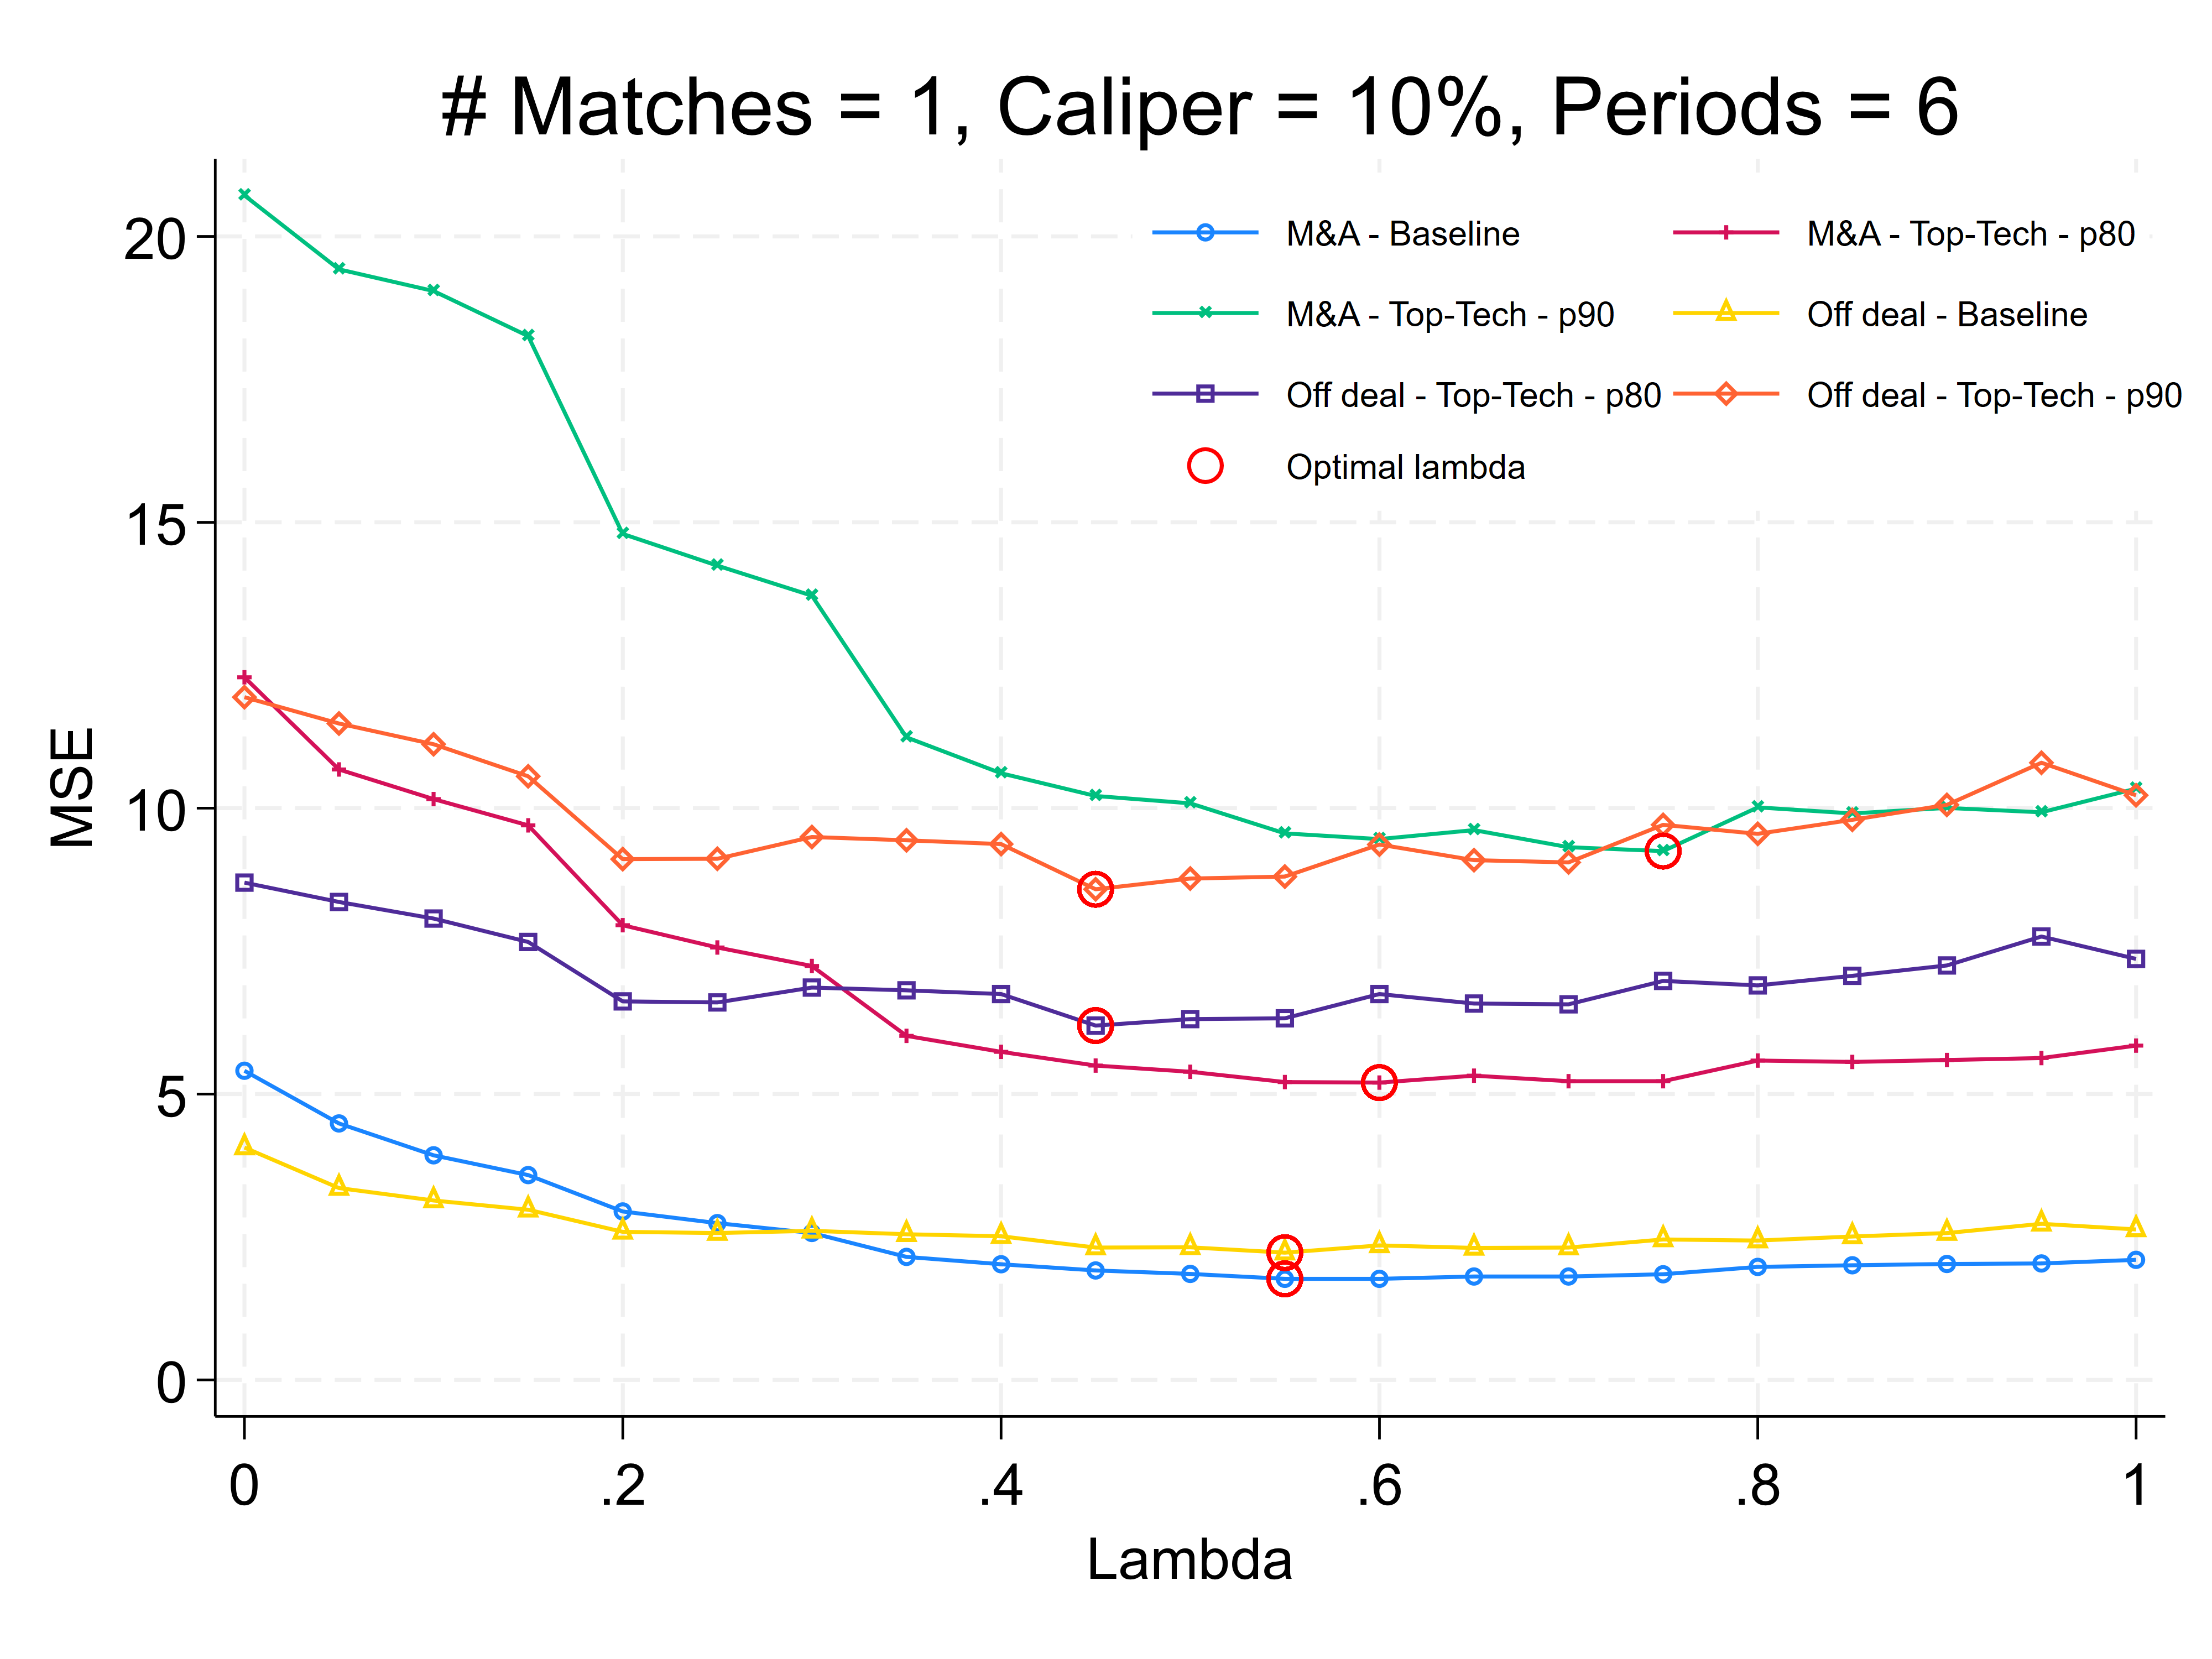 # Matches = 1, Caliper = 10%, Periods = 6
M&A - Baseline
M&A - Top-Tech - p80
M&A - Top-Tech - p90
Off deal - Baseline
Off deal - Top-Tech - p80
Off deal - Top-Tech - p90
Optimal lambda
MSE
20
15
10
5
0
0 .2 .4 .6 .8 1
Lambda